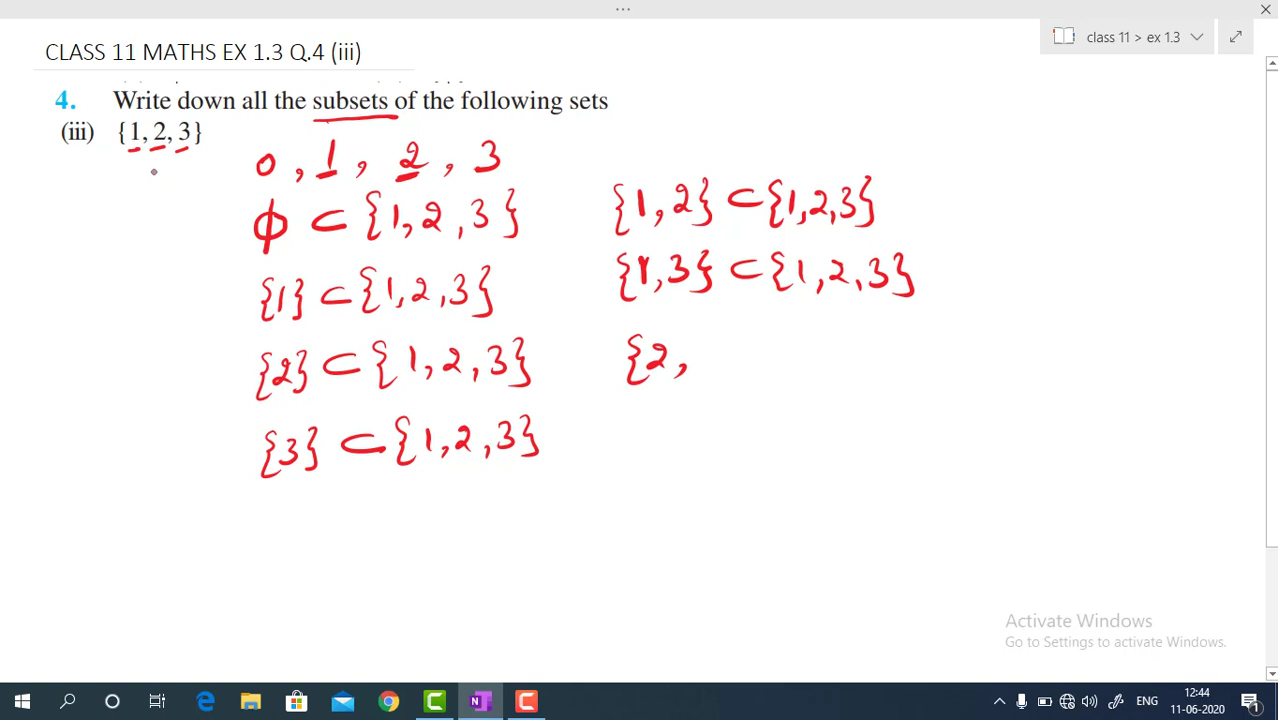 CLASS 11 MATHS EX 1.3 Q.4 (iii)
class 11 > ex 1.3
4. Write down all the subsets of the following sets
(iii) {1, 2, 3}
0, 1, 2, 3
ϕ ⊂ {1, 2, 3}
{1} ⊂ {1, 2, 3}
{2} ⊂ {1, 2, 3}
{3} ⊂ {1, 2, 3}
{1, 2} ⊂ {1, 2, 3}
{1, 3} ⊂ {1, 2, 3}
{2,
Activate Windows
Go to Settings to activate Windows.
ENG
12:44
11-06-2020
1